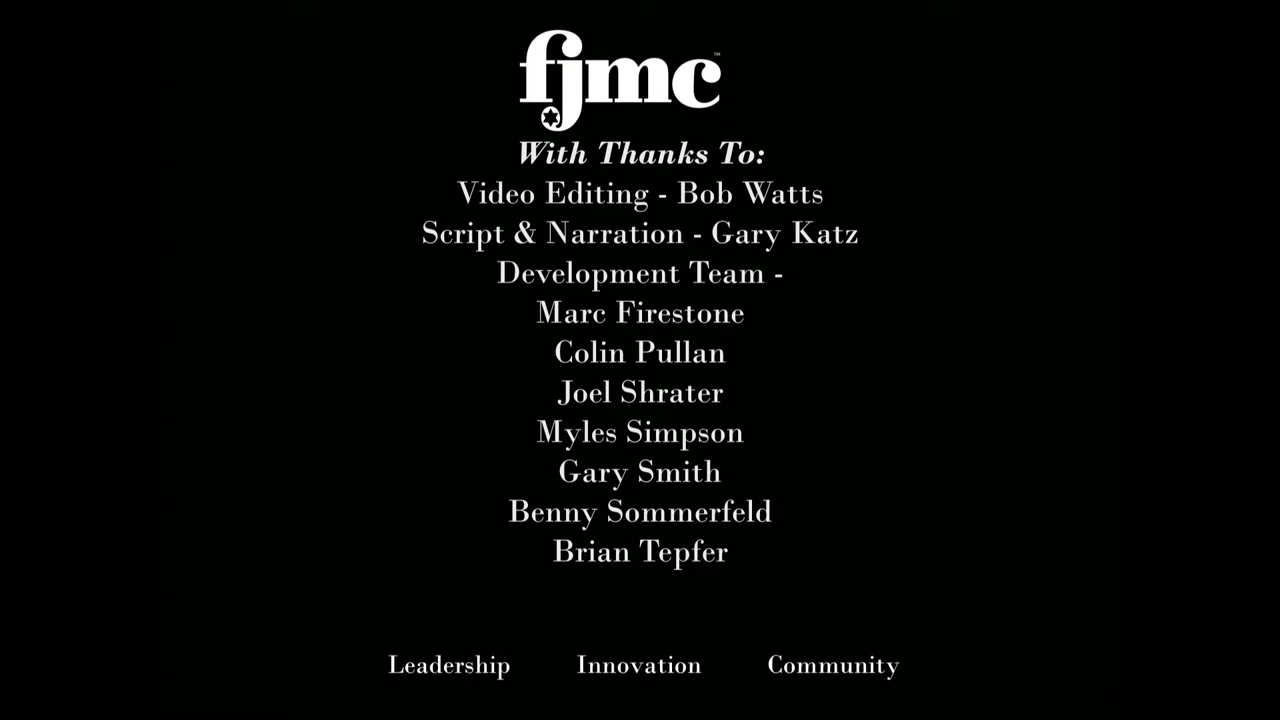 fjmc™
With Thanks To:
Video Editing - Bob Watts
Script & Narration - Gary Katz
Development Team -
Marc Firestone
Colin Pullan
Joel Shrater
Myles Simpson
Gary Smith
Benny Sommerfeld
Brian Tepfer
Leadership Innovation Community